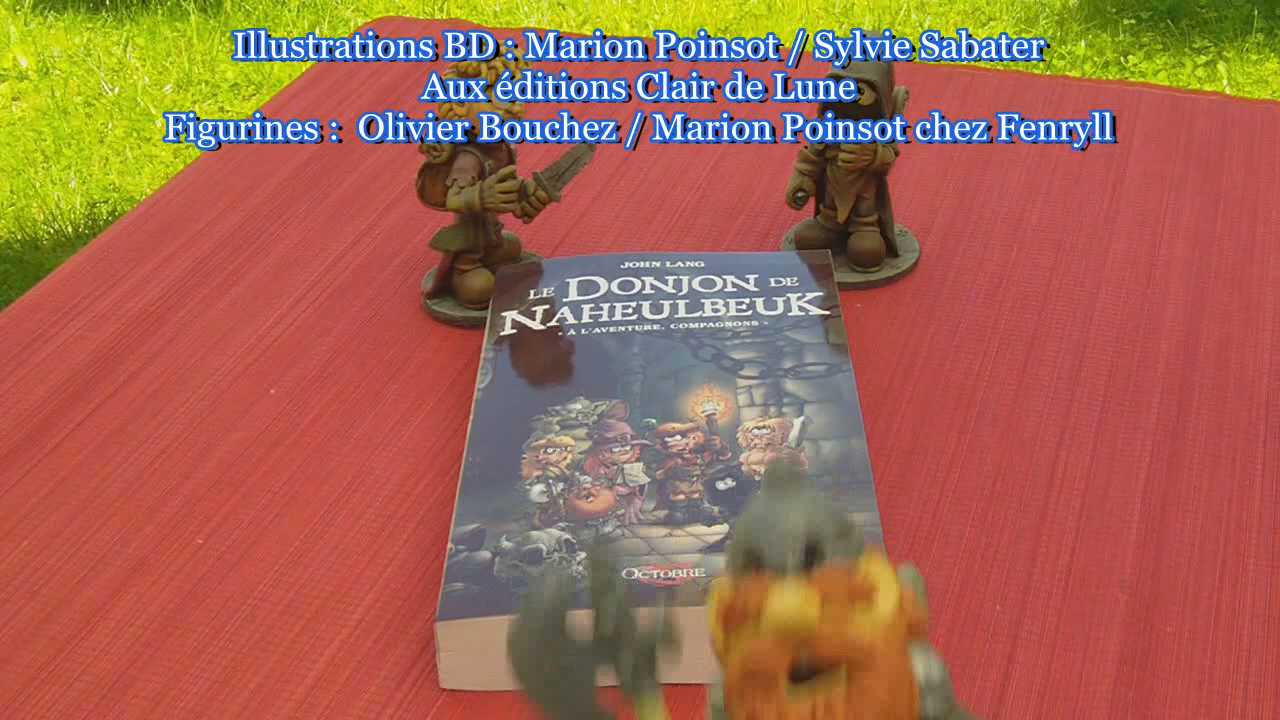 Illustrations BD : Marion Poinsot / Sylvie Sabater
Aux éditions Clair de Lune
Figurines : Olivier Bouchez / Marion Poinsot chez Fenryll
JOHN LANG
LE DONJON DE
NAHEULBEUK
« À L'AVENTURE, COMPAGNONS »
OCTOBRE